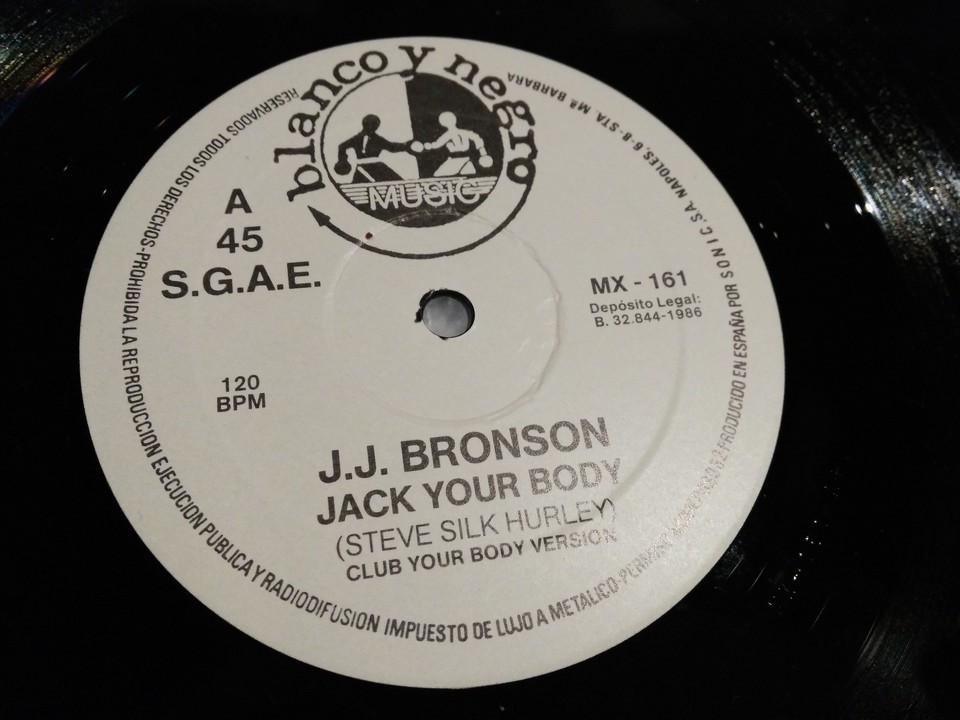 blanco y negro
MUSIC
A
45
S.G.A.E.
MX - 161
Depósito Legal:
B. 32.844-1986
120
BPM
J.J. BRONSON
JACK YOUR BODY
(STEVE SILK HURLEY)
CLUB YOUR BODY VERSION
RESERVADOS TODOS LOS DERECHOS-PROHIBIDA LA REPRODUCCION EJECUCION PUBLICA Y RADIODIFUSION IMPUESTO DE LUJO A METALICO-PERMISO PRODUCIDO EN ESPAÑA POR SONIC,S.A. NAPOLES, 6-8-STA. Mª BARBARA